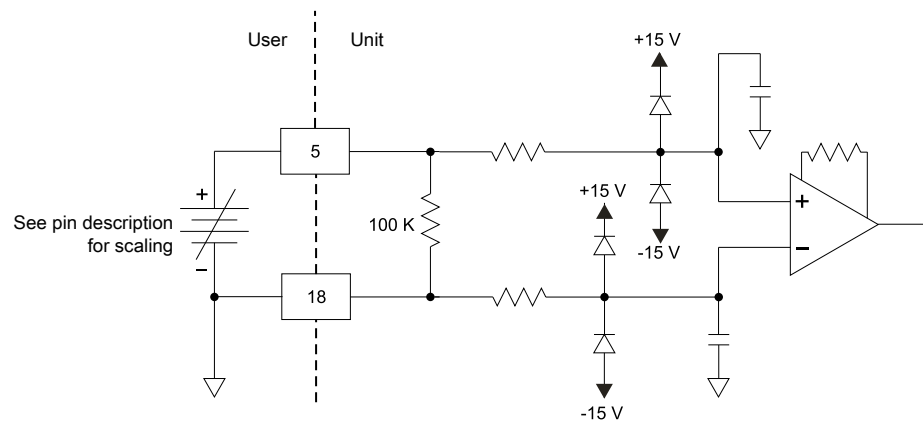 User
Unit
+15 V
5
+
See pin description
for scaling
–
100 K
+15 V
-15 V
+
–
18
-15 V